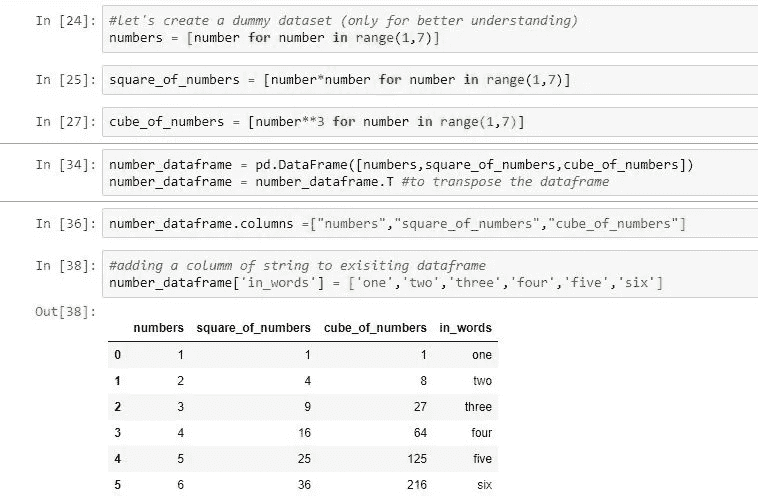 In [24]: #let's create a dummy dataset (only for better understanding)
numbers = [number for number in range(1,7)]
In [25]: square_of_numbers = [number*number for number in range(1,7)]
In [27]: cube_of_numbers = [number**3 for number in range(1,7)]
In [34]: number_dataframe = pd.DataFrame([numbers,square_of_numbers,cube_of_numbers])
number_dataframe = number_dataframe.T #to transpose the dataframe
In [36]: number_dataframe.columns =["numbers","square_of_numbers","cube_of_numbers"]
In [38]: #adding a columm of string to exisiting dataframe
number_dataframe['in_words'] = ['one','two','three','four','five','six']
Out[38]:
numbers square_of_numbers cube_of_numbers in_words
0 1 1 1 one
1 2 4 8 two
2 3 9 27 three
3 4 16 64 four
4 5 25 125 five
5 6 36 216 six